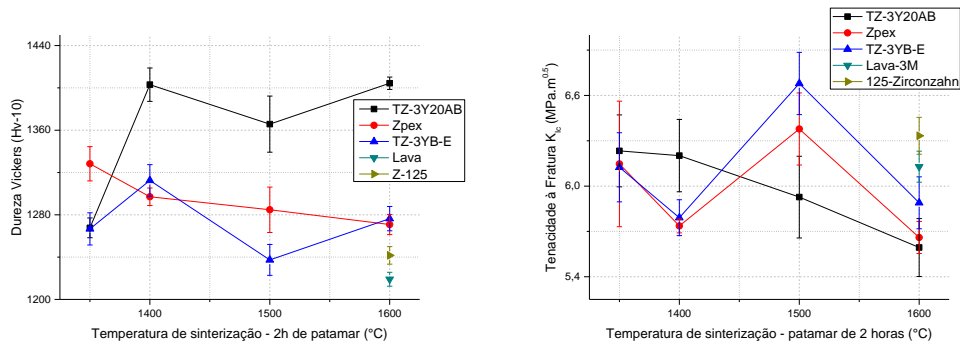 1440
1360
1280
1200
Dureza Vickers (Hv-10)
TZ-3Y20AB
Zpex
TZ-3YB-E
Lava
Z-125
1400 1500 1600
Temperatura de sinterização - 2h de patamar (°C)
TZ-3Y20AB
Zpex
TZ-3YB-E
Lava-3M
125-Zirconzahn
6,6
6,0
5,4
Tenacdade à Fratura K_Ic (MPa.m^0.5)
1400 1500 1600
Temperatura de sinterização - patamar de 2 horas (°C)